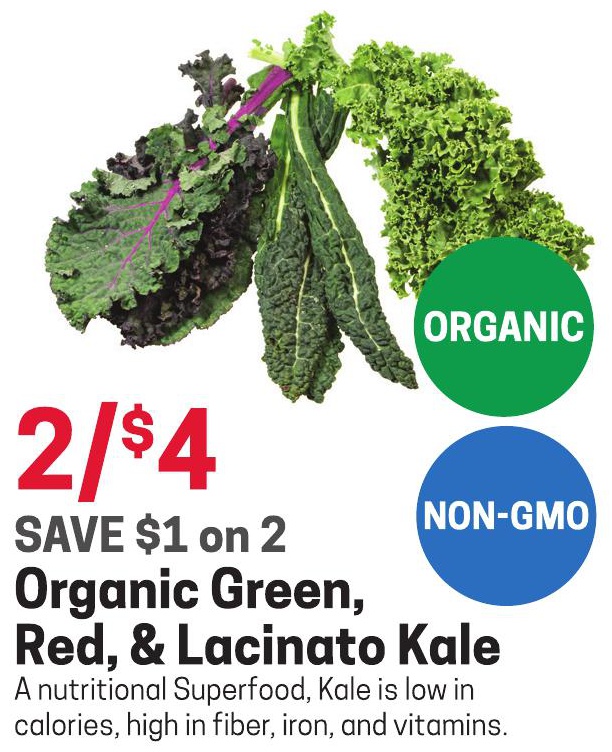 ORGANIC
2/$4
NON-GMO
SAVE $1 on 2
Organic Green,
Red, & Lacinato Kale
A nutritional Superfood, Kale is low in
calories, high in fiber, iron, and vitamins.